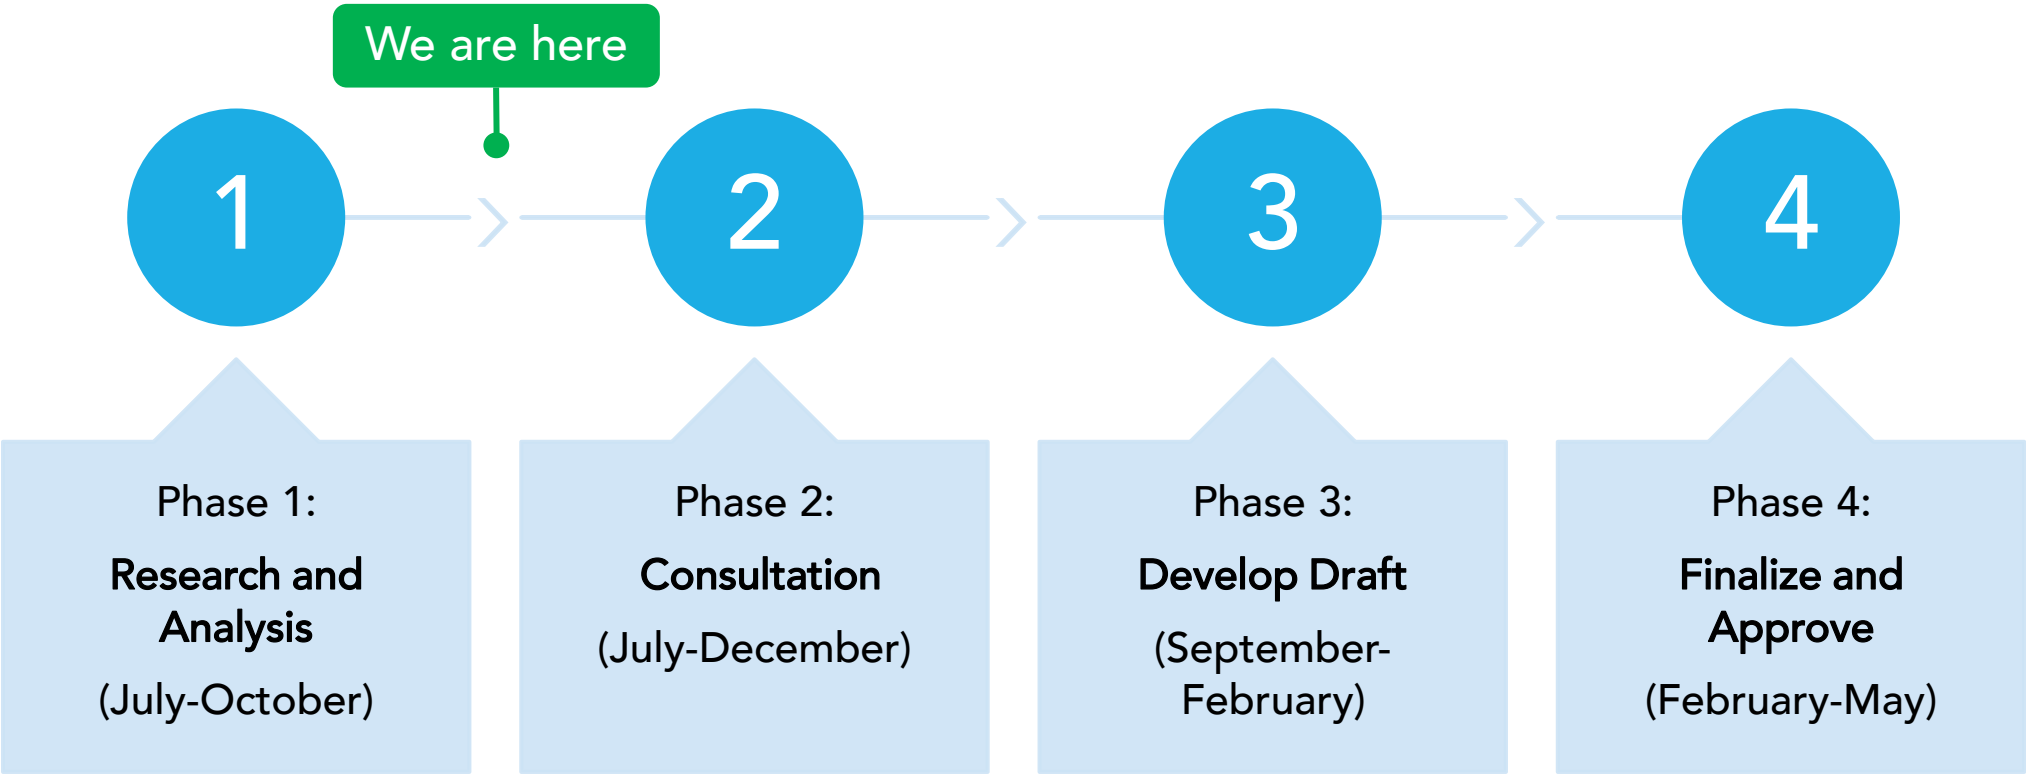 We are here
1
2
3
4
Phase 1:
Research and
Analysis
(July-October)
Phase 2:
Consultation
(July-December)
Phase 3:
Develop Draft
(September-
February)
Phase 4:
Finalize and
Approve
(February-May)